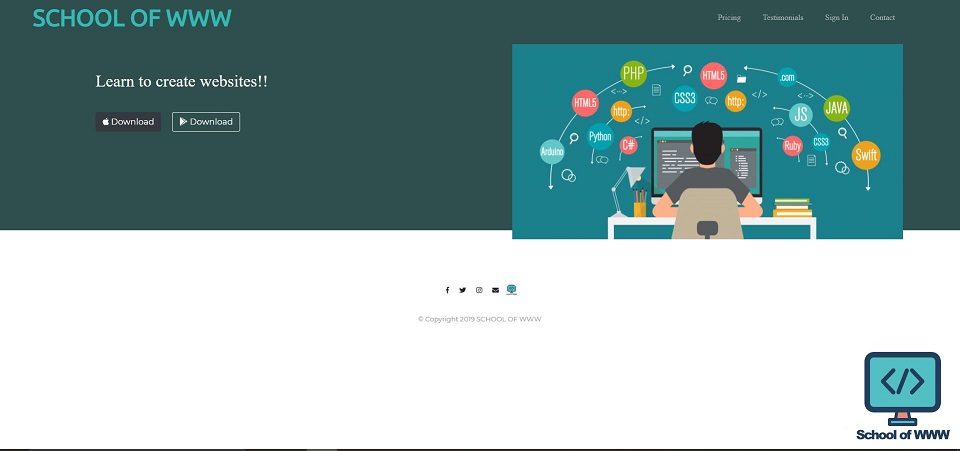 SCHOOL OF WWW
Pricing Testimonials Sign In Contact
Learn to create websites!!
Download Download
PHP
HTML5
.com
HTML5
CSS3
http:
http:
JAVA
JS
Python
C#
Ruby
CSS3
Arduino
Swift
</>
</>
</>
© Copyright 2019 SCHOOL OF WWW
</>
School of WWW